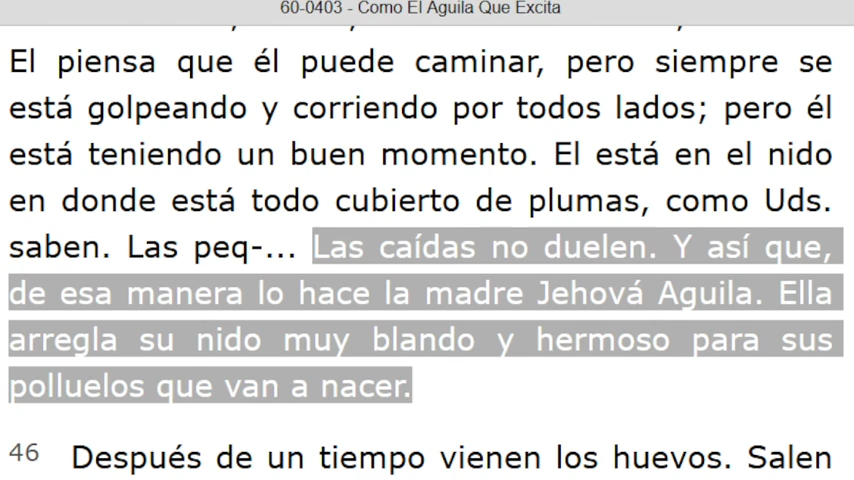 60-0403 - Como El Aguila Que Excita
El piensa que él puede caminar, pero siempre se
está golpeando y corriendo por todos lados; pero él
está teniendo un buen momento. El está en el nido
en donde está todo cubierto de plumas, como Uds.
saben. Las peq-... Las caídas no duelen. Y así que,
de esa manera lo hace la madre Jehová Aguila. Ella
arregla su nido muy blando y hermoso para sus
polluelos que van a nacer.
46 Después de un tiempo vienen los huevos. Salen